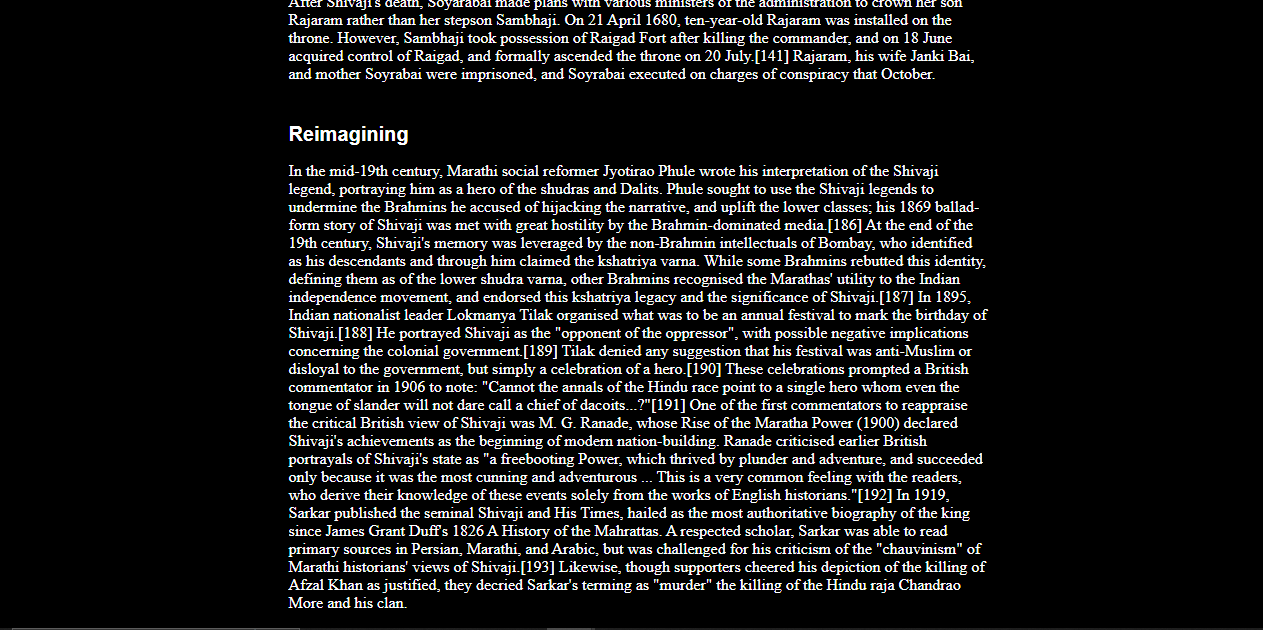 After Shivaji's death, Soyarabai made plans with various ministers of the administration to crown her son
Rajaram rather than her stepson Sambhaji. On 21 April 1680, ten-year-old Rajaram was installed on the
throne. However, Sambhaji took possession of Raigad Fort after killing the commander, and on 18 June
acquired control of Raigad, and formally ascended the throne on 20 July.[141] Rajaram, his wife Janki Bai,
and mother Soyrabai were imprisoned, and Soyrabai executed on charges of conspiracy that October.
Reimagining
In the mid-19th century, Marathi social reformer Jyotirao Phule wrote his interpretation of the Shivaji
legend, portraying him as a hero of the shudras and Dalits. Phule sought to use the Shivaji legends to
undermine the Brahmins he accused of hijacking the narrative, and uplift the lower classes; his 1869 ballad-
form story of Shivaji was met with great hostility by the Brahmin-dominated media.[186] At the end of the
19th century, Shivaji's memory was leveraged by the non-Brahmin intellectuals of Bombay, who identified
as his descendants and through him claimed the kshatriya varna. While some Brahmins rebutted this identity,
defining them as of the lower shudra varna, other Brahmins recognised the Marathas' utility to the Indian
independence movement, and endorsed this kshatriya legacy and the significance of Shivaji.[187] In 1895,
Indian nationalist leader Lokmanya Tilak organised what was to be an annual festival to mark the birthday of
Shivaji.[188] He portrayed Shivaji as the "opponent of the oppressor", with possible negative implications
concerning the colonial government.[189] Tilak denied any suggestion that his festival was anti-Muslim or
disloyal to the government, but simply a celebration of a hero.[190] These celebrations prompted a British
commentator in 1906 to note: "Cannot the annals of the Hindu race point to a single hero whom even the
tongue of slander will not dare call a chief of dacoits...?"[191] One of the first commentators to reappraise
the critical British view of Shivaji was M. G. Ranade, whose Rise of the Maratha Power (1900) declared
Shivaji's achievements as the beginning of modern nation-building. Ranade criticised earlier British
portrayals of Shivaji's state as "a freebooting Power, which thrived by plunder and adventure, and succeeded
only because it was the most cunning and adventurous ... This is a very common feeling with the readers,
who derive their knowledge of these events solely from the works of English historians."[192] In 1919,
Sarkar published the seminal Shivaji and His Times, hailed as the most authoritative biography of the king
since James Grant Duff's 1826 A History of the Mahrattas. A respected scholar, Sarkar was able to read
primary sources in Persian, Marathi, and Arabic, but was challenged for his criticism of the "chauvinism" of
Marathi historians' views of Shivaji.[193] Likewise, though supporters cheered his depiction of the killing of
Afzal Khan as justified, they decried Sarkar's terming as "murder" the killing of the Hindu raja Chandrao
More and his clan.